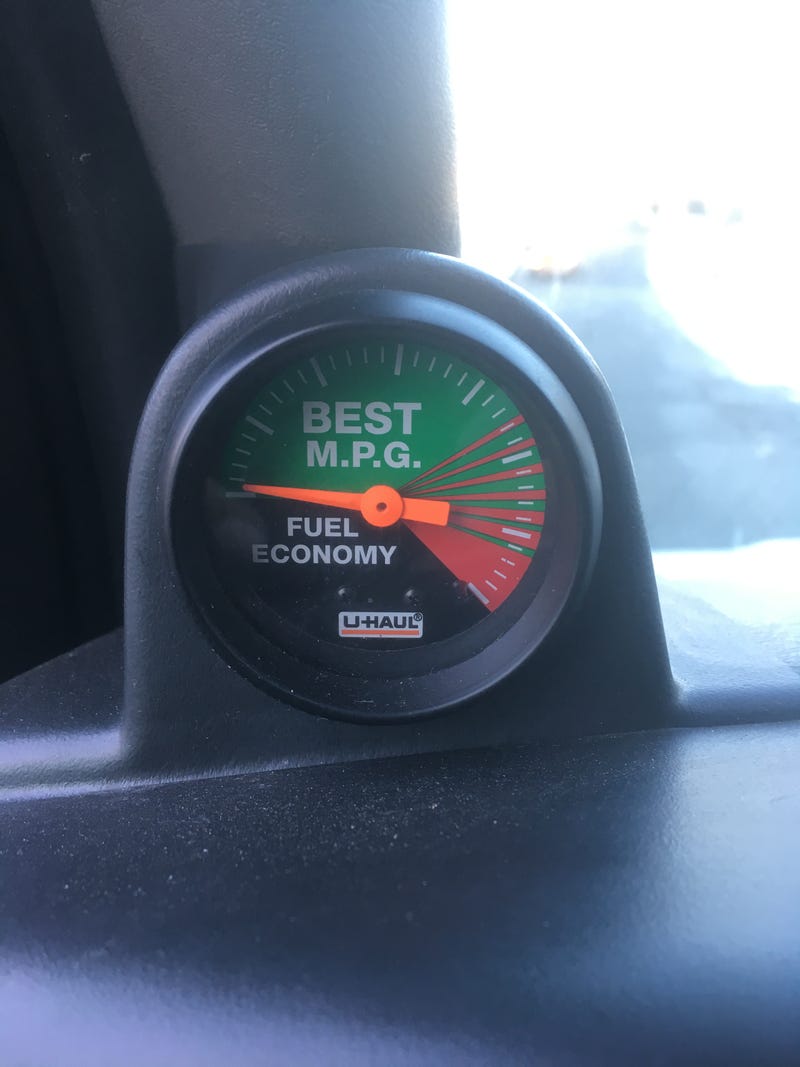 BEST
M.P.G.
FUEL
ECONOMY
U-HAUL®